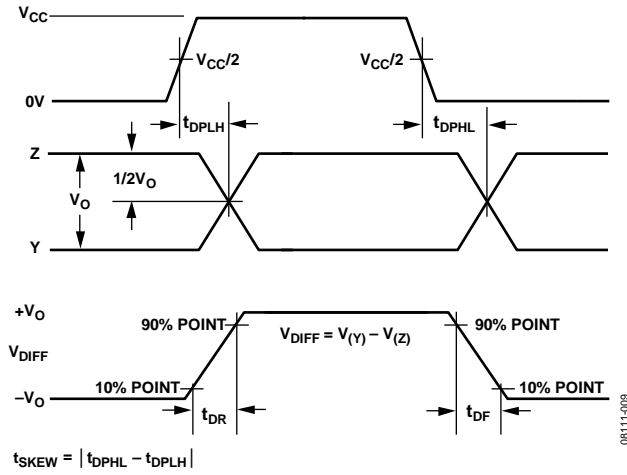 VCC
VCC/2
VCC/2
0V
tDPLH
tDPHL
Z
1/2VO
VO
Y
+VO
90% POINT
VDIFF = V(Y) – V(Z)
90% POINT
VDIFF
10% POINT
10% POINT
–VO
tDR
tDF
tSKEW = |tDPHL – tDPLH|
08111-009